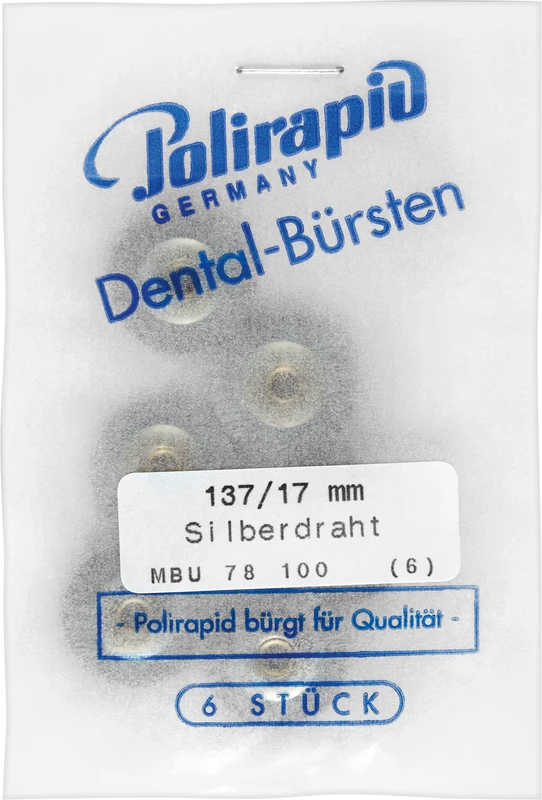 Polirapid
GERMANY
Dental-Bürsten
137/17 mm
Silberdraht
MBU 78 100 (6)
- Polirapid bürgt für Qualität -
6 STÜCK